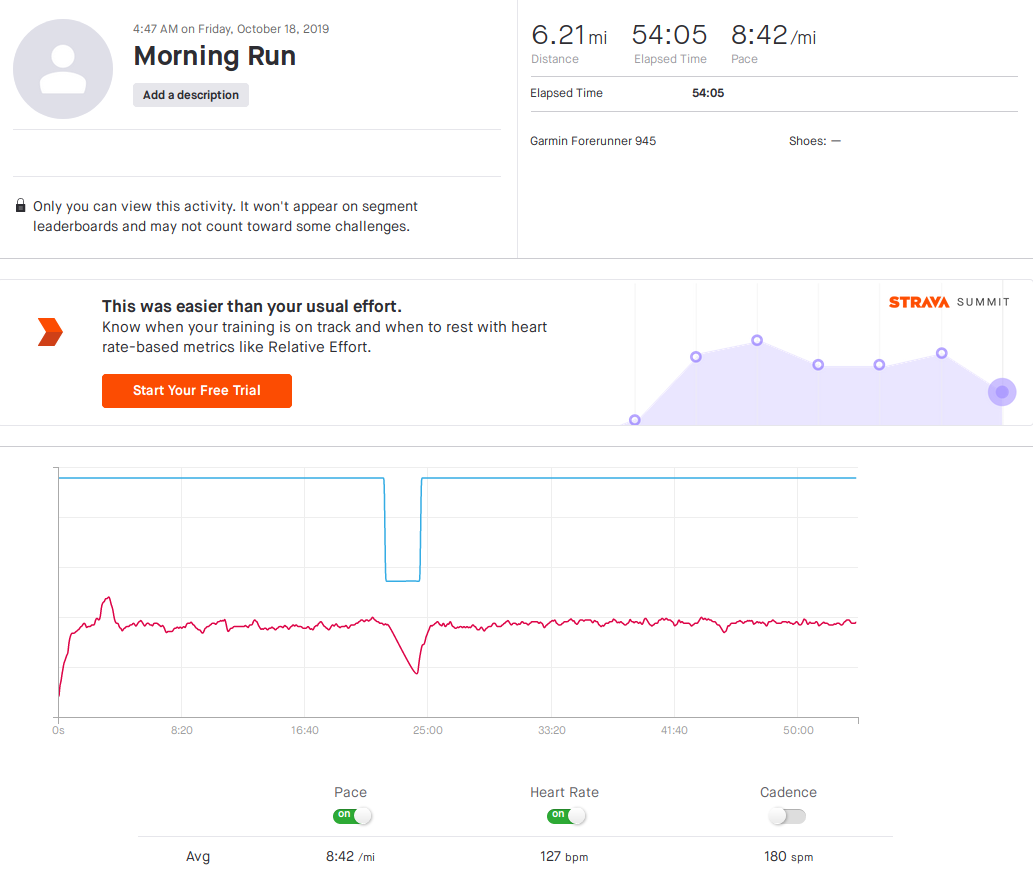 4:47 AM on Friday, October 18, 2019
Morning Run
Add a description
Only you can view this activity. It won't appear on segment
leaderboards and may not count toward some challenges.
6.21 mi 54:05 8:42 /mi
Distance Elapsed Time Pace
Elapsed Time 54:05
Garmin Forerunner 945 Shoes: —
This was easier than your usual effort.
Know when your training is on track and when to rest with heart
rate-based metrics like Relative Effort.
Start Your Free Trial
STRAVA SUMMIT
0s 8:20 16:40 25:00 33:20 41:40 50:00
Pace Heart Rate Cadence
on on
Avg 8:42 /mi 127 bpm 180 spm